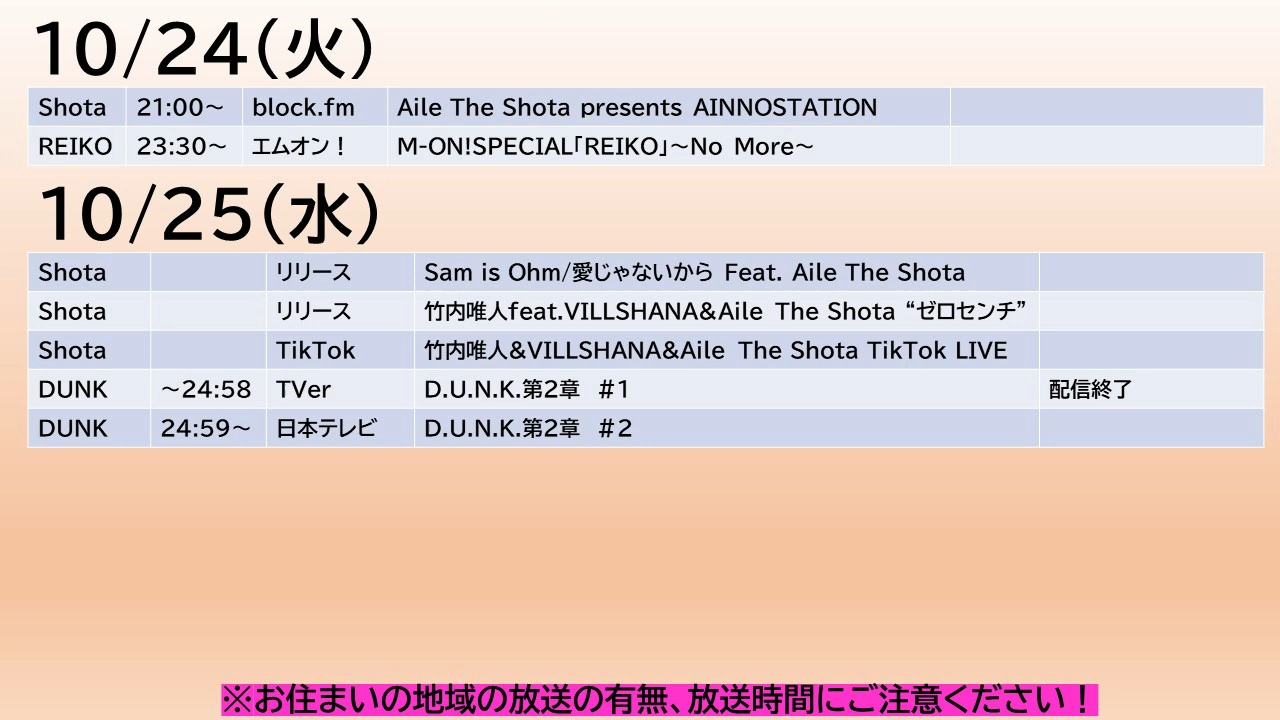 10/24(火)
Shota 21:00～ block.fm Aile The Shota presents AINNOSTATION
REIKO 23:30～ エムオン！ M-ON!SPECIAL「REIKO」～No More～
10/25(水)
Shota リリース Sam is Ohm/愛じゃないから Feat. Aile The Shota
Shota リリース 竹内唯人feat.VILLSHANA&Aile The Shota “ゼロセンチ”
Shota TikTok 竹内唯人&VILLSHANA&Aile The Shota TikTok LIVE
DUNK ～24:58 TVer D.U.N.K.第2章 #1 配信終了
DUNK 24:59～ 日本テレビ D.U.N.K.第2章 #2
※お住まいの地域の放送の有無、放送時間にご注意ください！